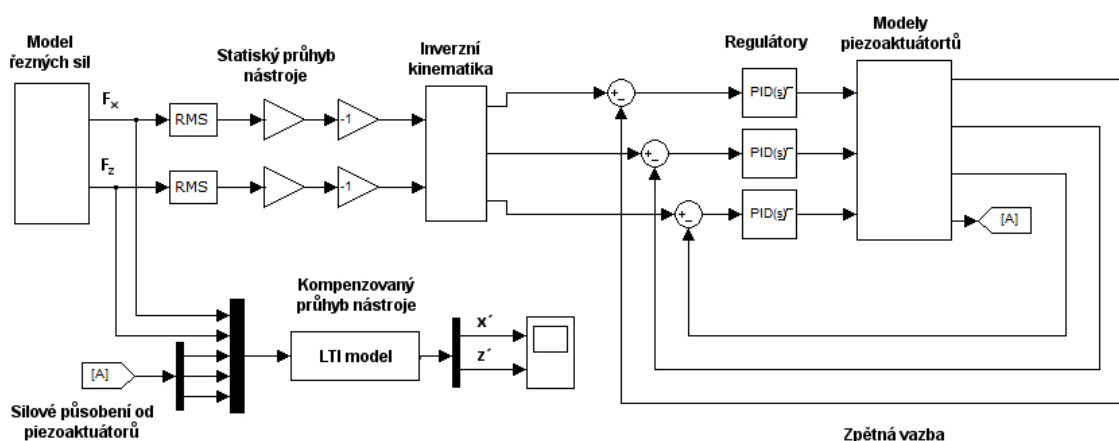 Model
řezných sil
Statiský průhyb
nástroje
Inverzní
kinematika
Regulátory
Modely
piezoaktuátortů
Fx
RMS
-1
PID(s)
Fz
RMS
-1
PID(s)
PID(s)
[A]
Kompenzovaný
průhyb nástroje
LTI model
x´
z´
[A]
Silové působení od
piezoaktuátorů
Zpětná vazba